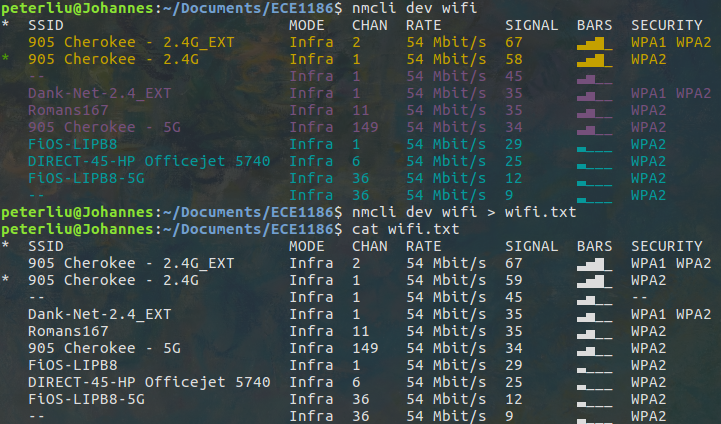 peterliu@Johannes:~/Documents/ECE1186$ nmcli dev wifi
* SSID MODE CHAN RATE SIGNAL BARS SECURITY
905 Cherokee - 2.4G_EXT Infra 2 54 Mbit/s 67 ▂▄▆_ WPA1 WPA2
* 905 Cherokee - 2.4G Infra 1 54 Mbit/s 58 ▂▄▆_ WPA2
-- Infra 1 54 Mbit/s 45 ▂▄__ --
Dank-Net-2.4_EXT Infra 1 54 Mbit/s 35 ▂▄__ WPA1 WPA2
Romans167 Infra 11 54 Mbit/s 35 ▂▄__ WPA2
905 Cherokee - 5G Infra 149 54 Mbit/s 34 ▂▄__ WPA2
FiOS-LIPB8 Infra 1 54 Mbit/s 29 ▂___ WPA2
DIRECT-45-HP Officejet 5740 Infra 6 54 Mbit/s 25 ▂___ WPA2
FiOS-LIPB8-5G Infra 36 54 Mbit/s 12 ▂___ WPA2
-- Infra 36 54 Mbit/s 9 ▂___ WPA2
peterliu@Johannes:~/Documents/ECE1186$ nmcli dev wifi > wifi.txt
peterliu@Johannes:~/Documents/ECE1186$ cat wifi.txt
* SSID MODE CHAN RATE SIGNAL BARS SECURITY
905 Cherokee - 2.4G_EXT Infra 2 54 Mbit/s 67 ▂▄▆_ WPA1 WPA2
* 905 Cherokee - 2.4G Infra 1 54 Mbit/s 59 ▂▄▆_ WPA2
-- Infra 1 54 Mbit/s 45 ▂▄__ --
Dank-Net-2.4_EXT Infra 1 54 Mbit/s 35 ▂▄__ WPA1 WPA2
Romans167 Infra 11 54 Mbit/s 35 ▂▄__ WPA2
905 Cherokee - 5G Infra 149 54 Mbit/s 34 ▂▄__ WPA2
FiOS-LIPB8 Infra 1 54 Mbit/s 29 ▂___ WPA2
DIRECT-45-HP Officejet 5740 Infra 6 54 Mbit/s 25 ▂___ WPA2
FiOS-LIPB8-5G Infra 36 54 Mbit/s 12 ▂___ WPA2
-- Infra 36 54 Mbit/s 9 ▂___ WPA2